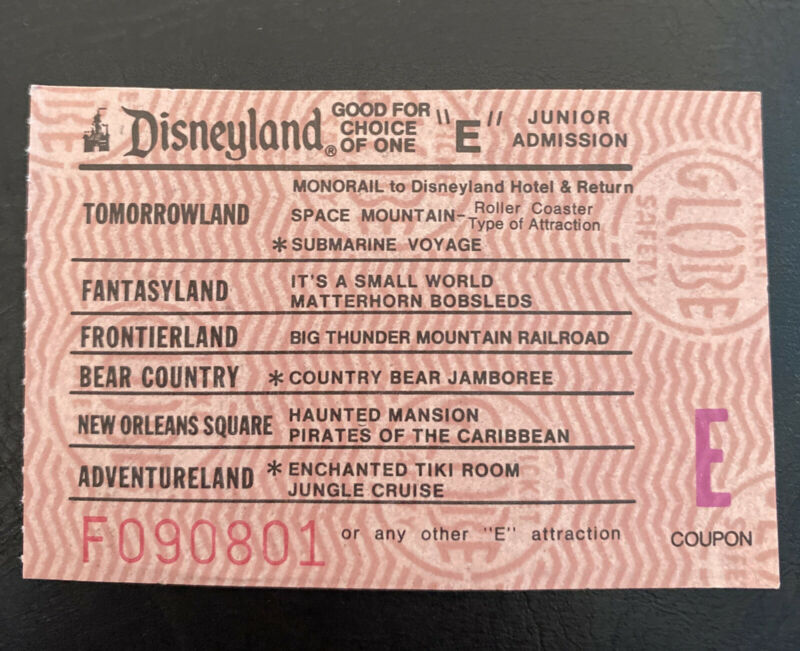 Disneyland® GOOD FOR CHOICE OF ONE "E" JUNIOR ADMISSION
TOMORROWLAND
MONORAIL to Disneyland Hotel & Return
SPACE MOUNTAIN- Roller Coaster Type of Attraction
*SUBMARINE VOYAGE
FANTASYLAND
IT'S A SMALL WORLD
MATTERHORN BOBSLEDS
FRONTIERLAND BIG THUNDER MOUNTAIN RAILROAD
BEAR COUNTRY *COUNTRY BEAR JAMBOREE
NEW ORLEANS SQUARE
HAUNTED MANSION
PIRATES OF THE CARIBBEAN
ADVENTURELAND
*ENCHANTED TIKI ROOM
JUNGLE CRUISE
F090801 or any other "E" attraction
E
COUPON
GLOBE
SAFETY